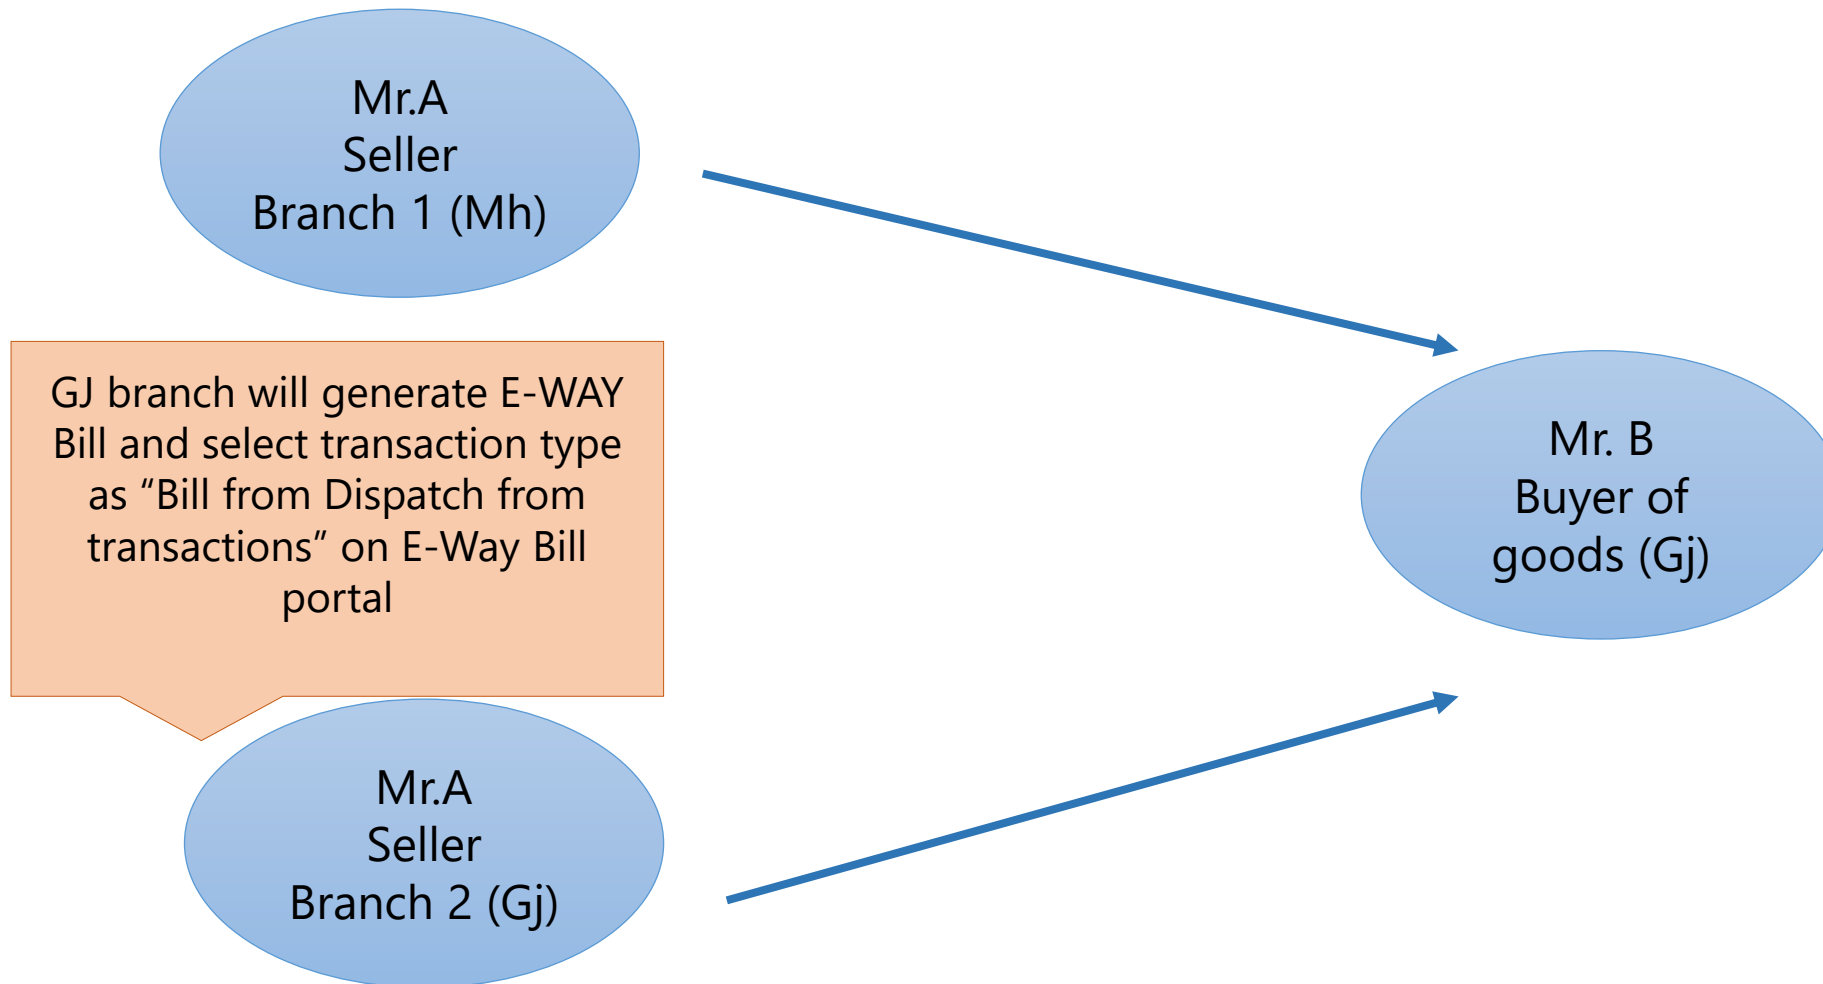 Mr.A
Seller
Branch 1 (Mh)
GJ branch will generate E-WAY
Bill and select transaction type
as “Bill from Dispatch from
transactions” on E-Way Bill
portal
Mr. B
Buyer of
goods (Gj)
Mr.A
Seller
Branch 2 (Gj)